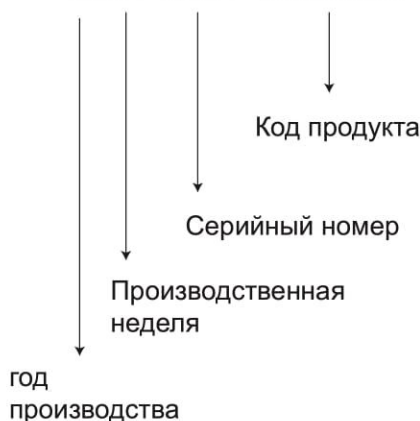 Код продукта
Серийный номер
Производственная
неделя
год
производства